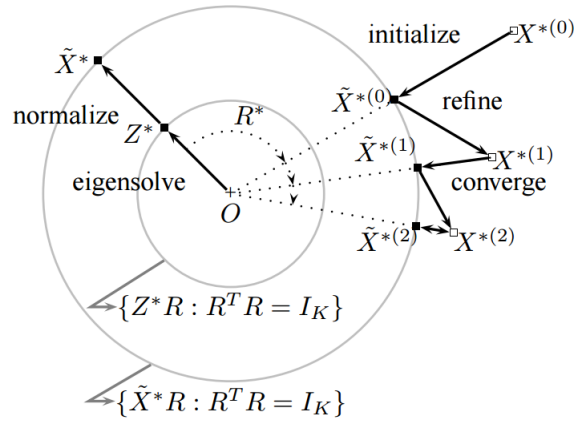 initialize
X*(0)
X̃*
X̃*(0)
refine
normalize
Z*
R*
X̃*(1)
X*(1)
eigensolve
converge
O
X̃*(2)
X*(2)
{Z*R : RᵀR = I_K}
{X̃*R : RᵀR = I_K}